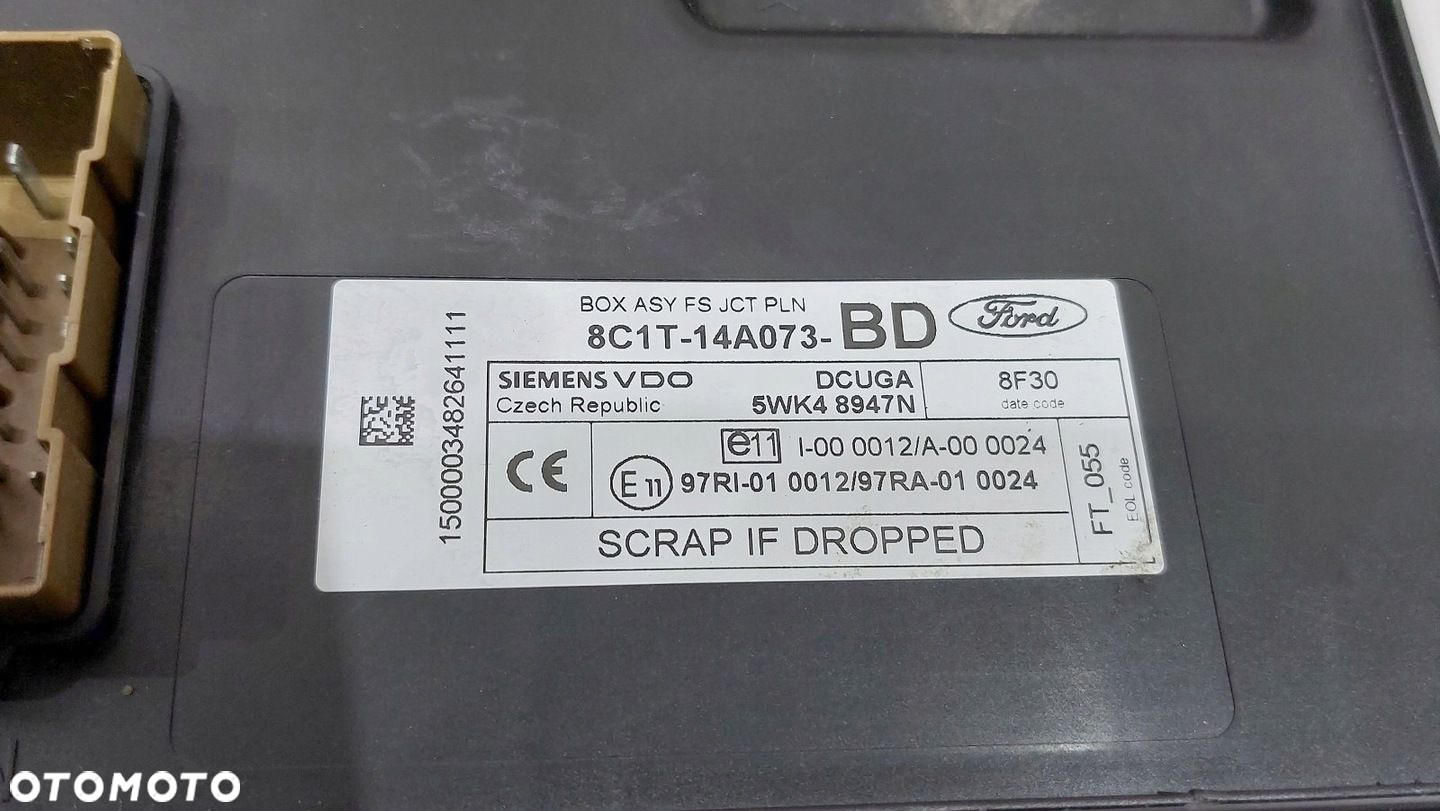 BOX ASY FS JCT PLN
8C1T-14A073-BD
Ford
SIEMENS VDO DCUGA 8F30
Czech Republic 5WK4 8947N date code
CE
e11 I-00 0012/A-00 0024
E11 97RI-01 0012/97RA-01 0024
SCRAP IF DROPPED
FT_055
EOL code
1500003482641111
OTOMOTO